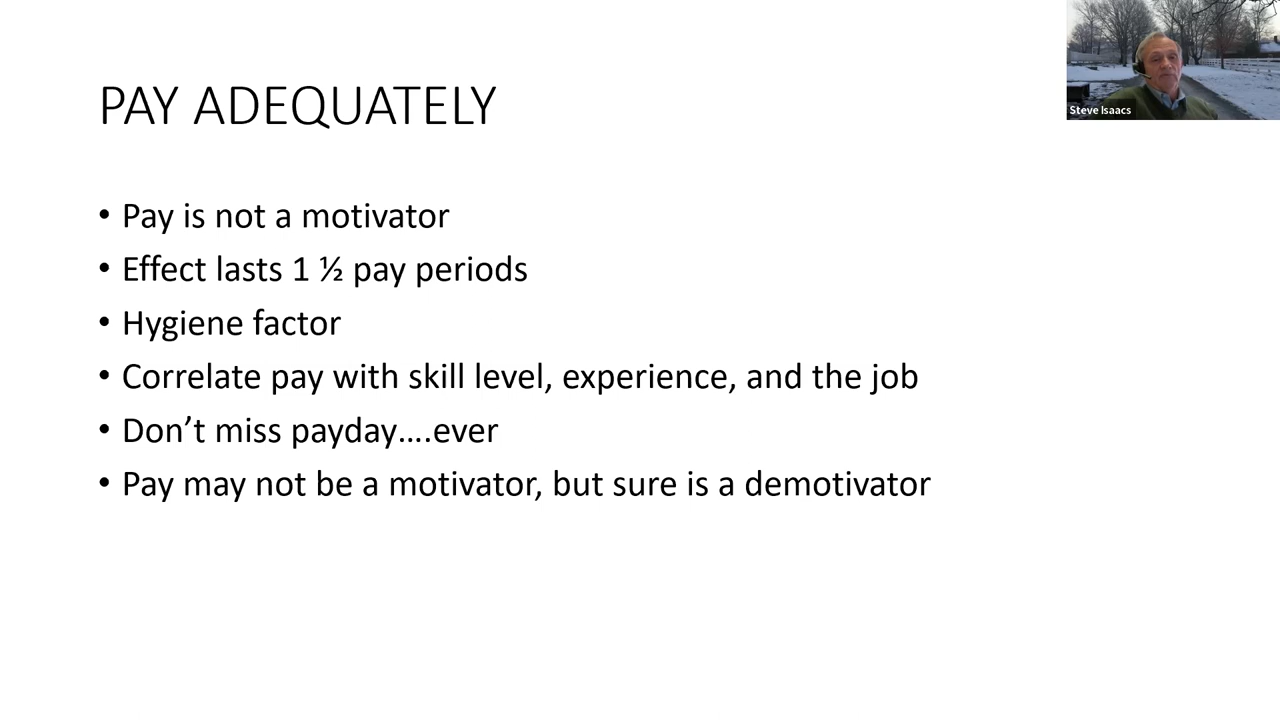 PAY ADEQUATELY
Steve Isaacs
• Pay is not a motivator
• Effect lasts 1 ½ pay periods
• Hygiene factor
• Correlate pay with skill level, experience, and the job
• Don’t miss payday….ever
• Pay may not be a motivator, but sure is a demotivator